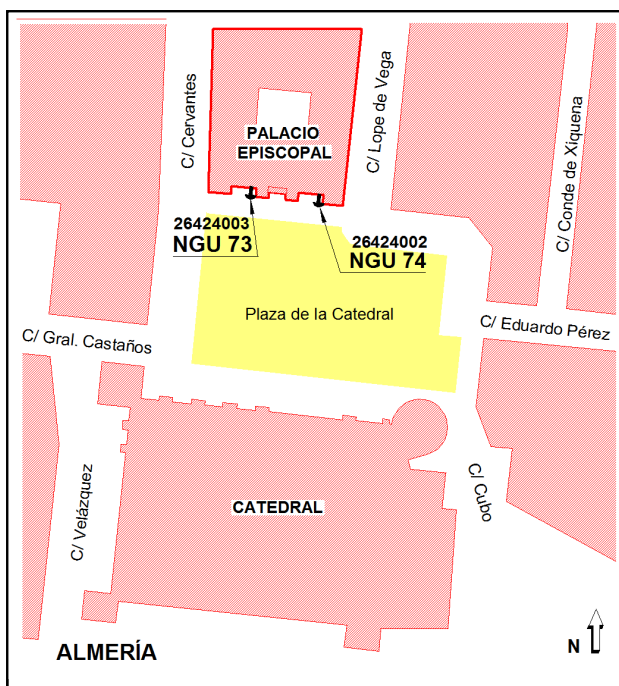 C/ Cervantes
C/ Lope de Vega
C/ Conde de Xiquena
PALACIO
EPISCOPAL
26424003
NGU 73
26424002
NGU 74
Plaza de la Catedral
C/ Eduardo Pérez
C/ Gral. Castaños
C/ Velázquez
CATEDRAL
C/ Cubo
ALMERÍA
N